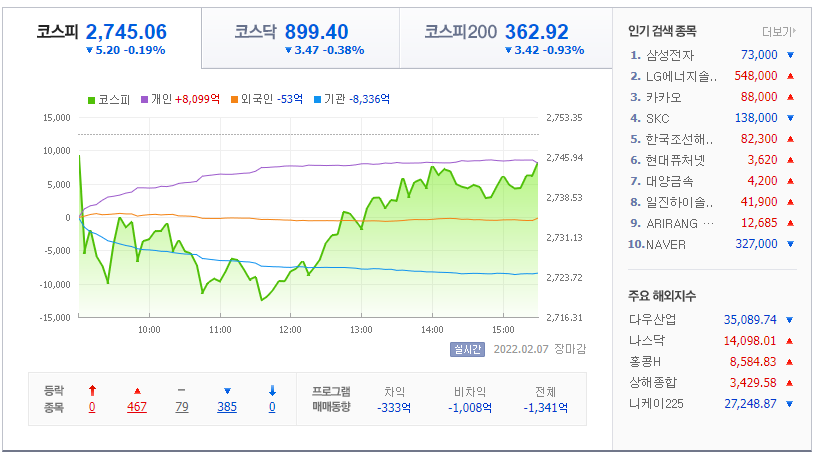 코스피 2,745.06
▼5.20 -0.19%
코스닥 899.40
▼3.47 -0.38%
코스피200 362.92
▼3.42 -0.93%
코스피 개인 +8,099억 외국인 -53억 기관 -8,336억
15,000 2,753.35
10,000 2,745.94
5,000 2,738.53
0 2,731.13
-5,000
-10,000 2,723.72
-15,000 2,716.31
10:00 11:00 12:00 13:00 14:00 15:00
실시간 2022.02.07 장마감
등락 종목
↑ 0
▲ 467
─ 79
▼ 385
↓ 0
프로그램 매매동향
차익 -333억
비차익 -1,008억
전체 -1,341억
인기 검색 종목 더보기
1. 삼성전자 73,000 ▼
2. LG에너지솔.. 548,000 ▲
3. 카카오 88,000 ▲
4. SKC 138,000 ▼
5. 한국조선해.. 82,300 ▲
6. 현대퓨처넷 3,620 ▲
7. 대양금속 4,200 ▲
8. 일진하이솔.. 41,900 ▲
9. ARIRANG ... 12,685 ▲
10. NAVER 327,000 ▼
주요 해외지수
다우산업 35,089.74 ▼
나스닥 14,098.01 ▲
홍콩H 8,584.83 ▲
상해종합 3,429.58 ▲
니케이225 27,248.87 ▼